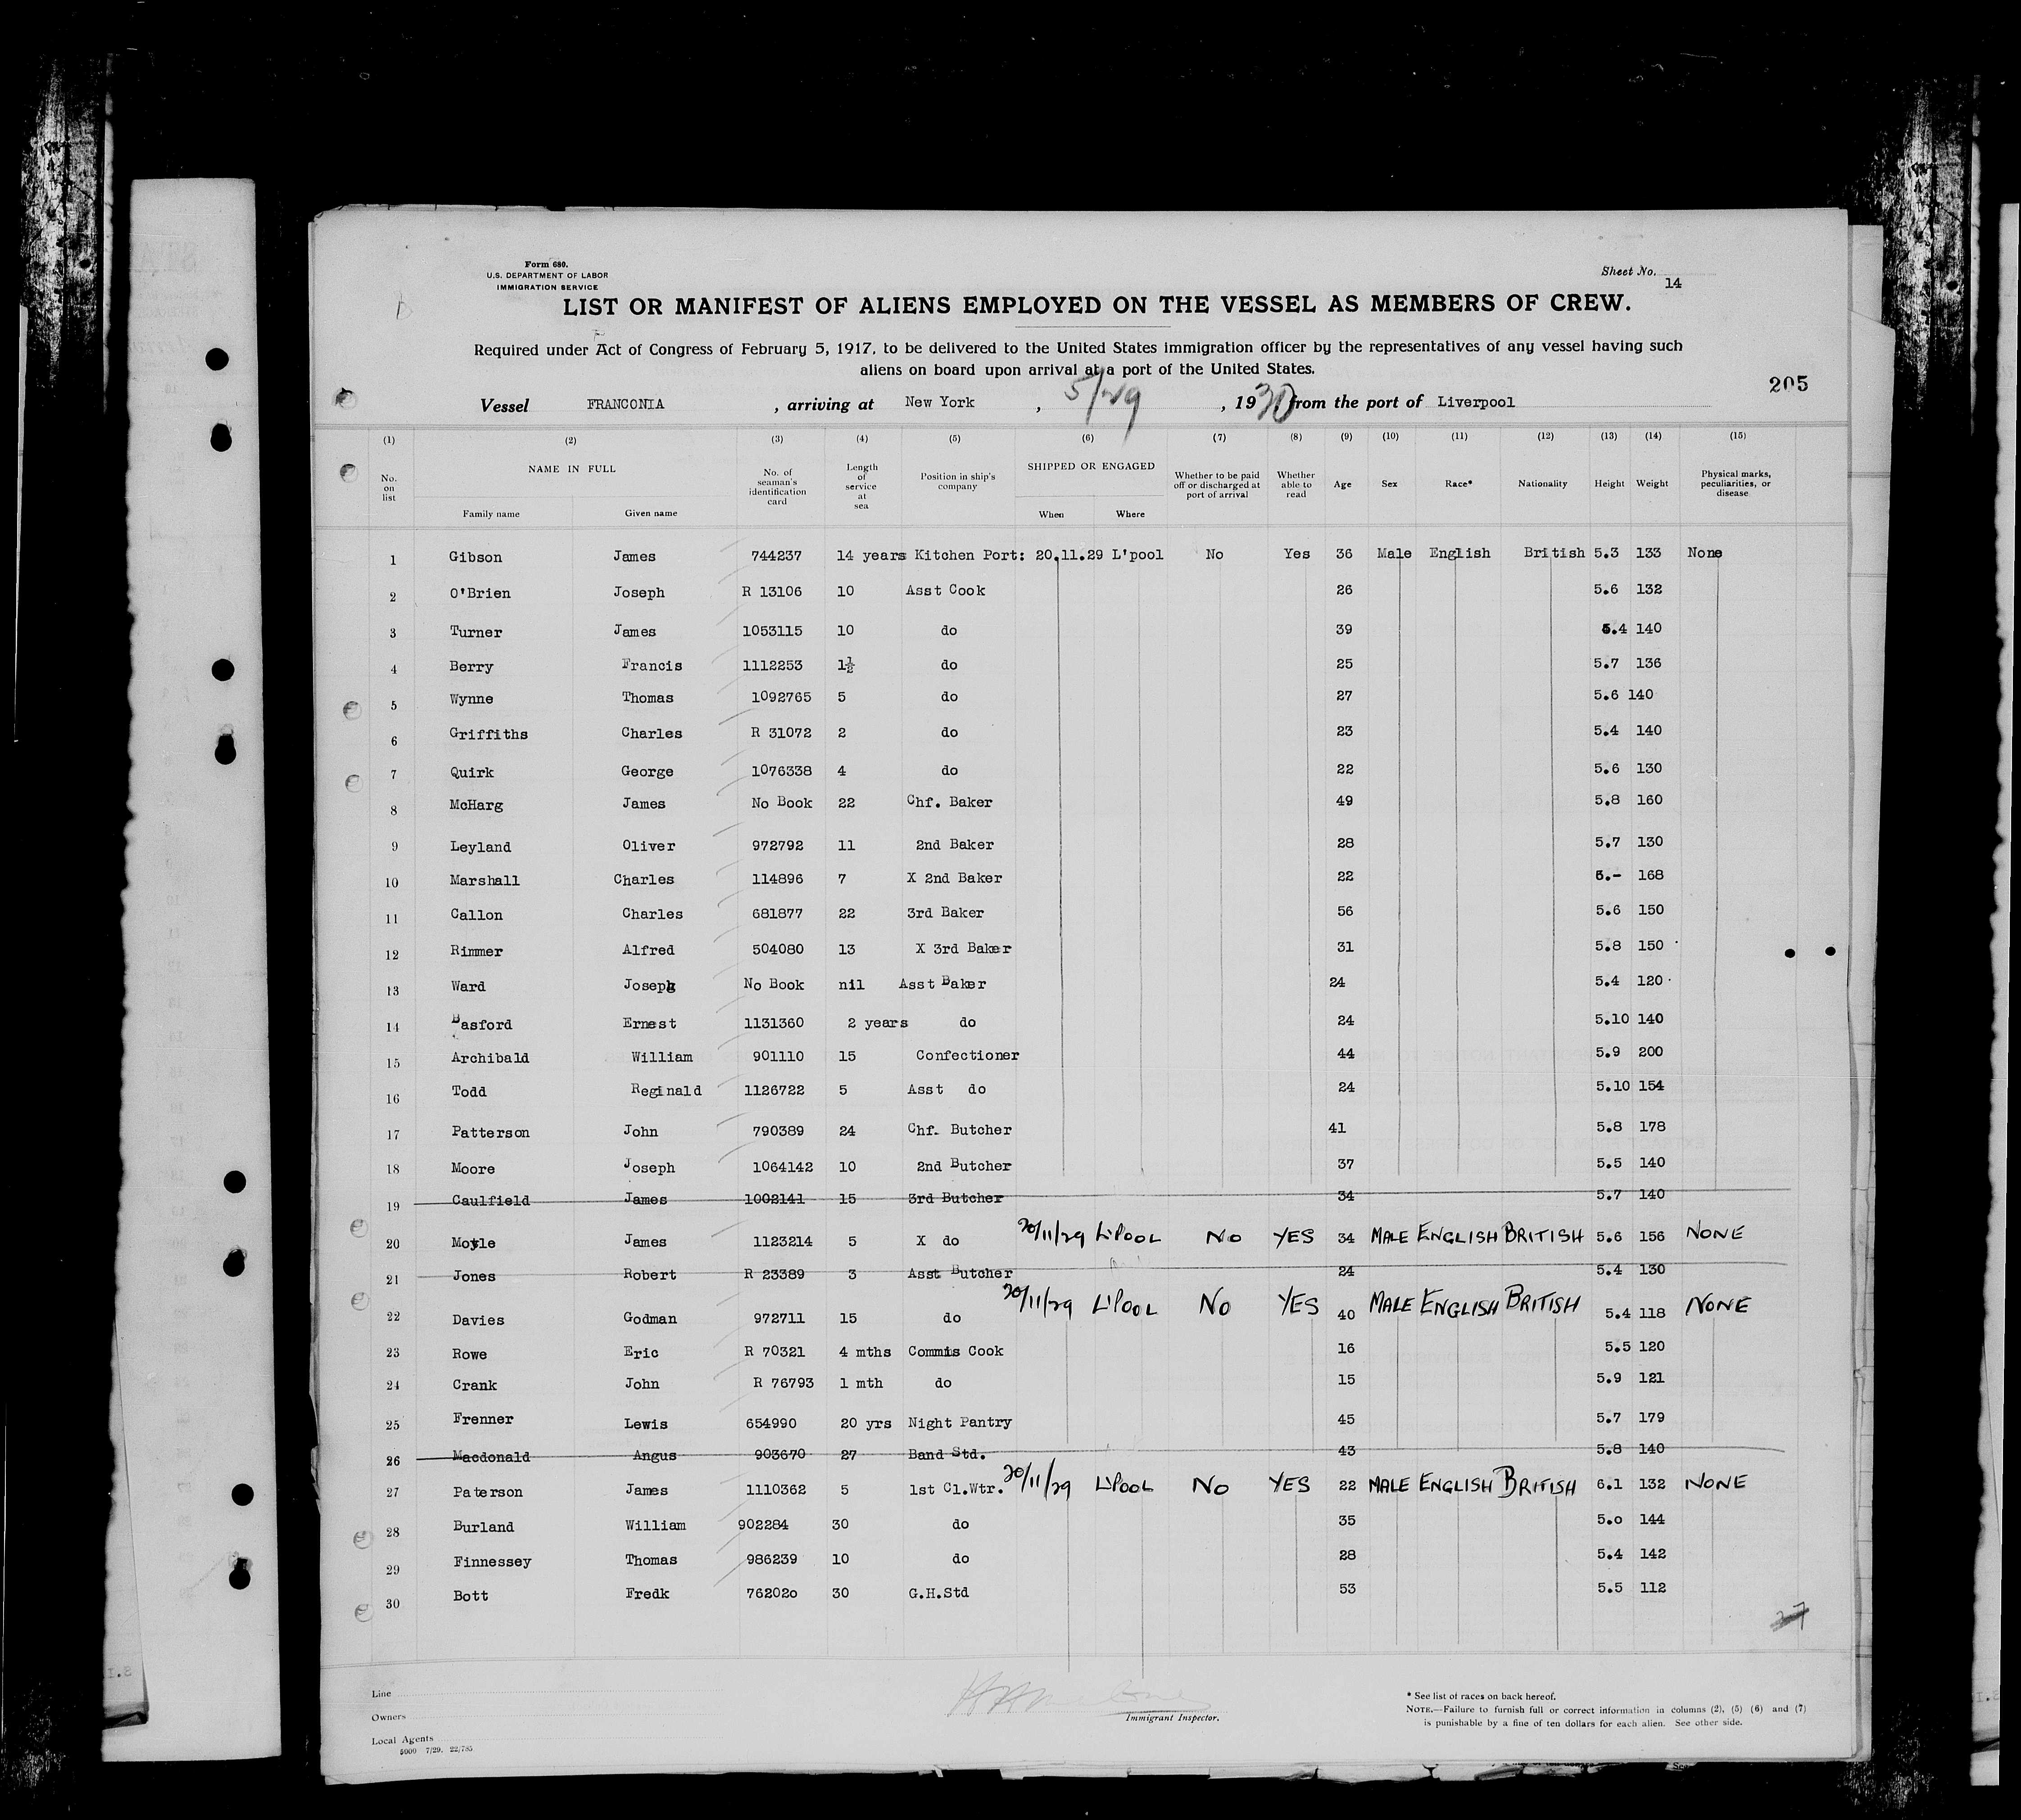 Form 680.
U.S. DEPARTMENT OF LABOR
IMMIGRATION SERVICE
Sheet No.
14
LIST OR MANIFEST OF ALIENS EMPLOYED ON THE VESSEL AS MEMBERS OF CREW.
Required under Act of Congress of February 5, 1917, to be delivered to the United States immigration officer by the representatives of any vessel having such
aliens on board upon arrival at a port of the United States.
205
Vessel FRANCONIA , arriving at New York , , 1930 from the port of Liverpool
(1) (2) (3) (4) (5) (6) (7) (8) (9) (10) (11) (12) (13) (14) (15)
No. on list NAME IN FULL Family name Given name No. of seaman's identification card Length of service at sea Position in ship's company SHIPPED OR ENGAGED When Where Whether to be paid off or discharged at port of arrival Whether able to read Age Sex Race* Nationality Height Weight Physical marks, peculiarities, or disease
1 Gibson James 744237 14 years Kitchen Port: 20.11.29 L'pool No Yes 36 Male English British 5.3 133 None
2 O'Brien Joseph R 13106 10 Asst Cook 26 5.6 132
3 Turner James 1053115 10 do 39 5.4 140
4 Berry Francis 1112253 1½ do 25 5.7 136
5 Wynne Thomas 1092765 5 do 27 5.6 140
6 Griffiths Charles R 31072 2 do 23 5.4 140
7 Quirk George 1076338 4 do 22 5.6 130
8 McHarg James No Book 22 Chf. Baker 49 5.8 160
9 Leyland Oliver 972792 11 2nd Baker 28 5.7 130
10 Marshall Charles 114896 7 X 2nd Baker 22 5.- 168
11 Callon Charles 681877 22 3rd Baker 56 5.6 150
12 Rimmer Alfred 504080 13 X 3rd Baker 31 5.8 150
13 Ward Joseph No Book nil Asst Baker 24 5.4 120
14 Basford Ernest 1131360 2 years do 24 5.10 140
15 Archibald William 901110 15 Confectioner 44 5.9 200
16 Todd Reginald 1126722 5 Asst do 24 5.10 154
17 Patterson John 790389 24 Chf. Butcher 41 5.8 178
18 Moore Joseph 1064142 10 2nd Butcher 37 5.5 140
19 Caulfield James 1002141 15 3rd Butcher 34 5.7 140
20 Moyle James 1123214 5 X do 20/11/29 L'POOL NO YES 34 MALE ENGLISH BRITISH 5.6 156 NONE
21 Jones Robert R 23389 3 Asst Butcher 24 5.4 130
22 Davies Godman 972711 15 do 20/11/29 L'POOL NO YES 40 MALE ENGLISH BRITISH 5.4 118 NONE
23 Rowe Eric R 70321 4 mths Commis Cook 16 5.5 120
24 Crank John R 76793 1 mth do 15 5.9 121
25 Frenner Lewis 654990 20 yrs Night Pantry 45 5.7 179
26 Macdonald Angus 903670 27 Band Std. 43 5.8 140
27 Paterson James 1110362 5 1st Cl.Wtr. 20/11/29 L'POOL NO YES 22 MALE ENGLISH BRITISH 6.1 132 NONE
28 Burland William 902284 30 do 35 5.0 144
29 Finnessey Thomas 986239 10 do 28 5.4 142
30 Bott Fredk 762020 30 G.H.Std 53 5.5 112
27
Line
Owners
Local Agents
5000 7/29. 22/785
Immigrant Inspector.
* See list of races on back hereof.
NOTE.—Failure to furnish full or correct information in columns (2), (5) (6) and (7)
is punishable by a fine of ten dollars for each alien. See other side.